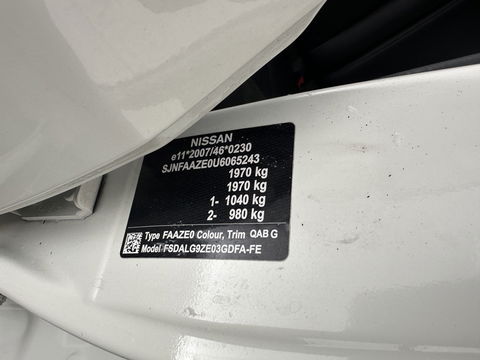 NISSAN
e11*2007/46*0230
SJNFAAZE0U6065243
1970 kg
1970 kg
1- 1040 kg
2- 980 kg
Type FAAZE0 Colour, Trim QAB G
Model FSDALG9ZE03GDFA-FE